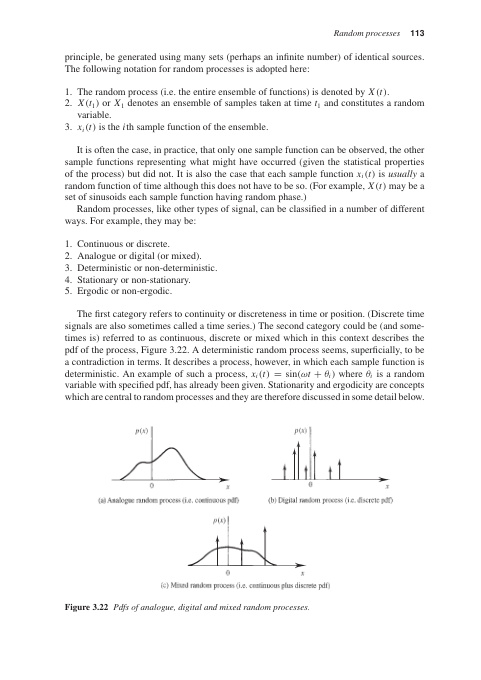 Random processes 113
principle, be generated using many sets (perhaps an infinite number) of identical sources.
The following notation for random processes is adopted here:
1. The random process (i.e. the entire ensemble of functions) is denoted by X(t).
2. X(t₁) or X₁ denotes an ensemble of samples taken at time t₁ and constitutes a random
variable.
3. xᵢ(t) is the ith sample function of the ensemble.
It is often the case, in practice, that only one sample function can be observed, the other
sample functions representing what might have occurred (given the statistical properties
of the process) but did not. It is also the case that each sample function xᵢ(t) is usually a
random function of time although this does not have to be so. (For example, X(t) may be a
set of sinusoids each sample function having random phase.)
Random processes, like other types of signal, can be classified in a number of different
ways. For example, they may be:
1. Continuous or discrete.
2. Analogue or digital (or mixed).
3. Deterministic or non-deterministic.
4. Stationary or non-stationary.
5. Ergodic or non-ergodic.
The first category refers to continuity or discreteness in time or position. (Discrete time
signals are also sometimes called a time series.) The second category could be (and some-
times is) referred to as continuous, discrete or mixed which in this context describes the
pdf of the process, Figure 3.22. A deterministic random process seems, superficially, to be
a contradiction in terms. It describes a process, however, in which each sample function is
deterministic. An example of such a process, xᵢ(t) = sin(ωt + θᵢ) where θᵢ is a random
variable with specified pdf, has already been given. Stationarity and ergodicity are concepts
which are central to random processes and they are therefore discussed in some detail below.
p(x) p(x)
0 x 0 x
(a) Analogue random process (i.e. continuous pdf) (b) Digital random process (i.e. discrete pdf)
p(x)
0 x
(c) Mixed random process (i.e. continuous plus discrete pdf)
Figure 3.22 Pdfs of analogue, digital and mixed random processes.